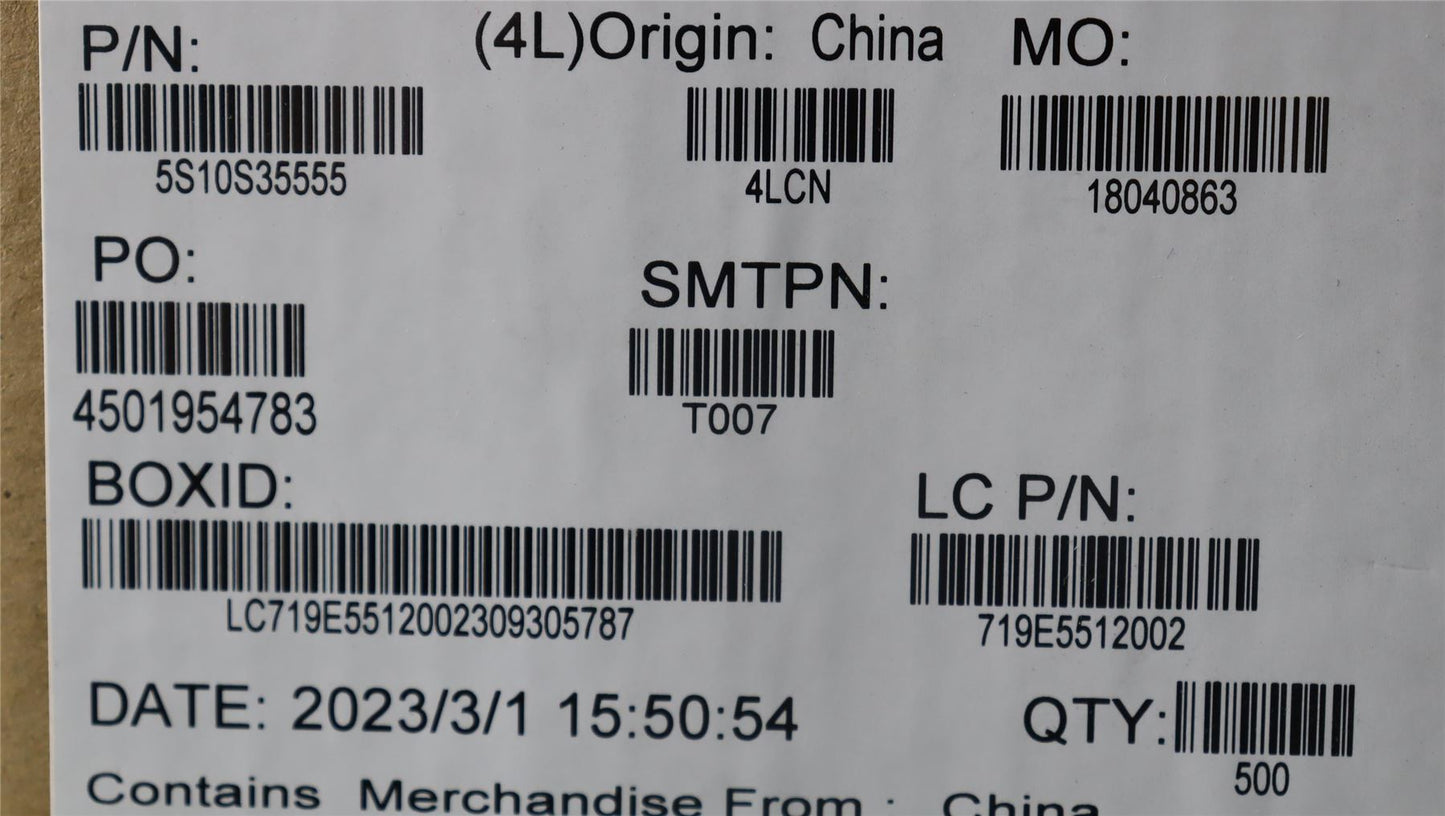 P/N: (4L)Origin: China MO:
5S10S35555 4LCN 18040863
PO: SMTPN:
4501954783 T007
BOXID: LC P/N:
LC719E5512002309305787 719E5512002
DATE: 2023/3/1 15:50:54 QTY:
500
Contains Merchandise From : China